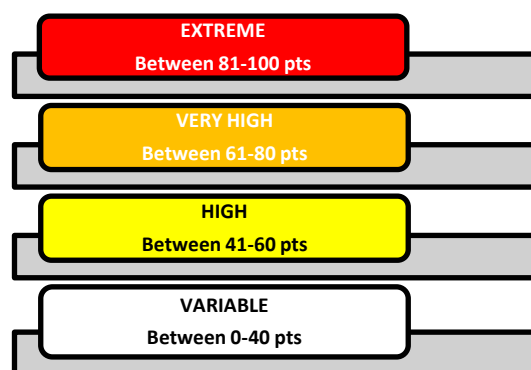 EXTREME
Between 81-100 pts
VERY HIGH
Between 61-80 pts
HIGH
Between 41-60 pts
VARIABLE
Between 0-40 pts